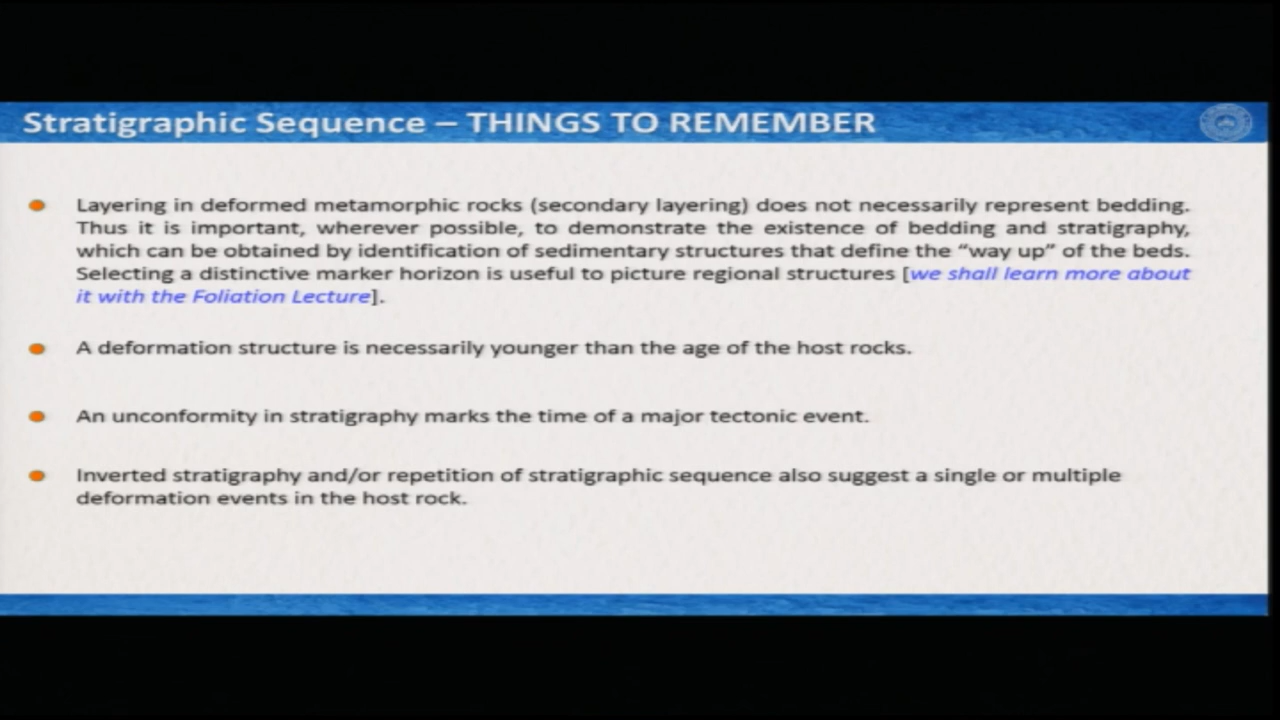 Stratigraphic Sequence – THINGS TO REMEMBER
Layering in deformed metamorphic rocks (secondary layering) does not necessarily represent bedding.
Thus it is important, wherever possible, to demonstrate the existence of bedding and stratigraphy,
which can be obtained by identification of sedimentary structures that define the “way up” of the beds.
Selecting a distinctive marker horizon is useful to picture regional structures [we shall learn more about
it with the Foliation Lecture].
A deformation structure is necessarily younger than the age of the host rocks.
An unconformity in stratigraphy marks the time of a major tectonic event.
Inverted stratigraphy and/or repetition of stratigraphic sequence also suggest a single or multiple
deformation events in the host rock.